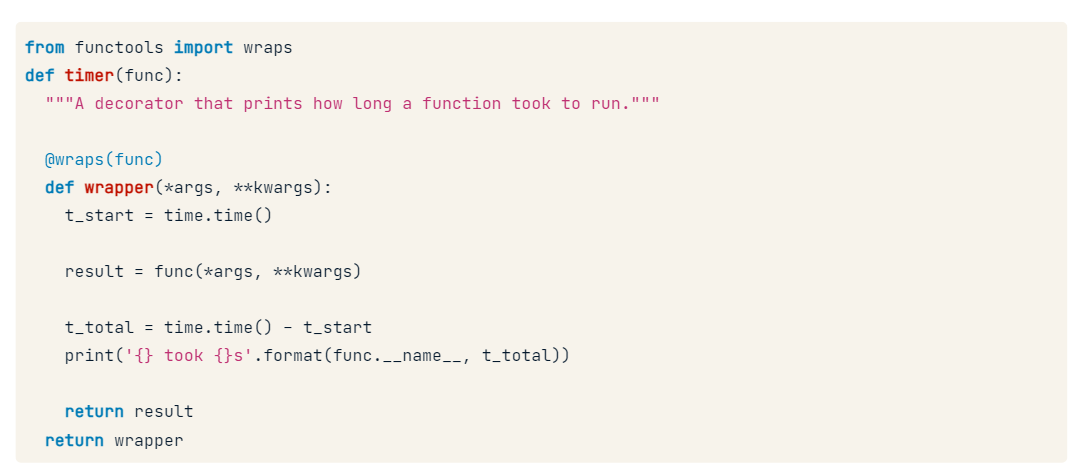 from functools import wraps
def timer(func):
  """A decorator that prints how long a function took to run."""

  @wraps(func)
  def wrapper(*args, **kwargs):
    t_start = time.time()

    result = func(*args, **kwargs)

    t_total = time.time() - t_start
    print('{} took {}s'.format(func.__name__, t_total))

    return result
  return wrapper